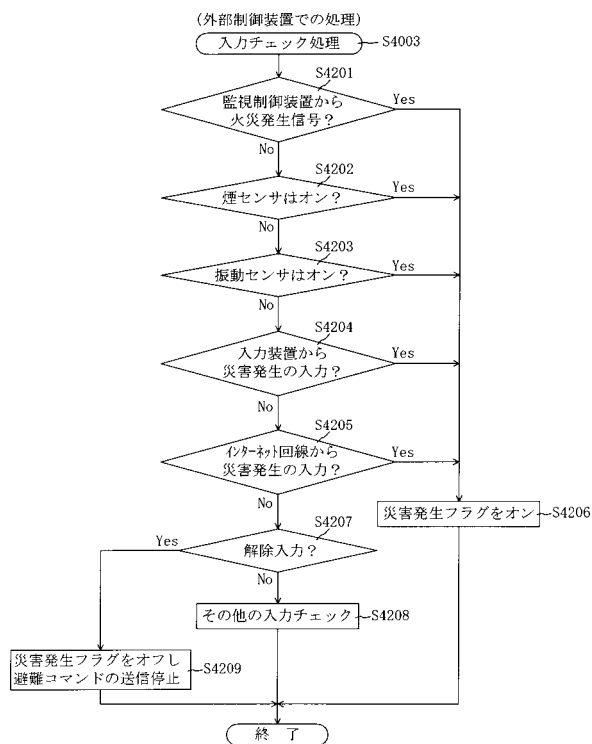 (外部制御装置での処理)
入力チェック処理
S4003
S4201
監視制御装置から
火災発生信号？
Yes
No
S4202
煙センサはオン？
Yes
No
S4203
振動センサはオン？
Yes
No
S4204
入力装置から
災害発生の入力？
Yes
No
S4205
インターネット回線から
災害発生の入力？
Yes
No
災害発生フラグをオン
S4206
S4207
解除入力？
Yes
No
その他の入力チェック
S4208
災害発生フラグをオフし
避難コマンドの送信停止
S4209
終 了